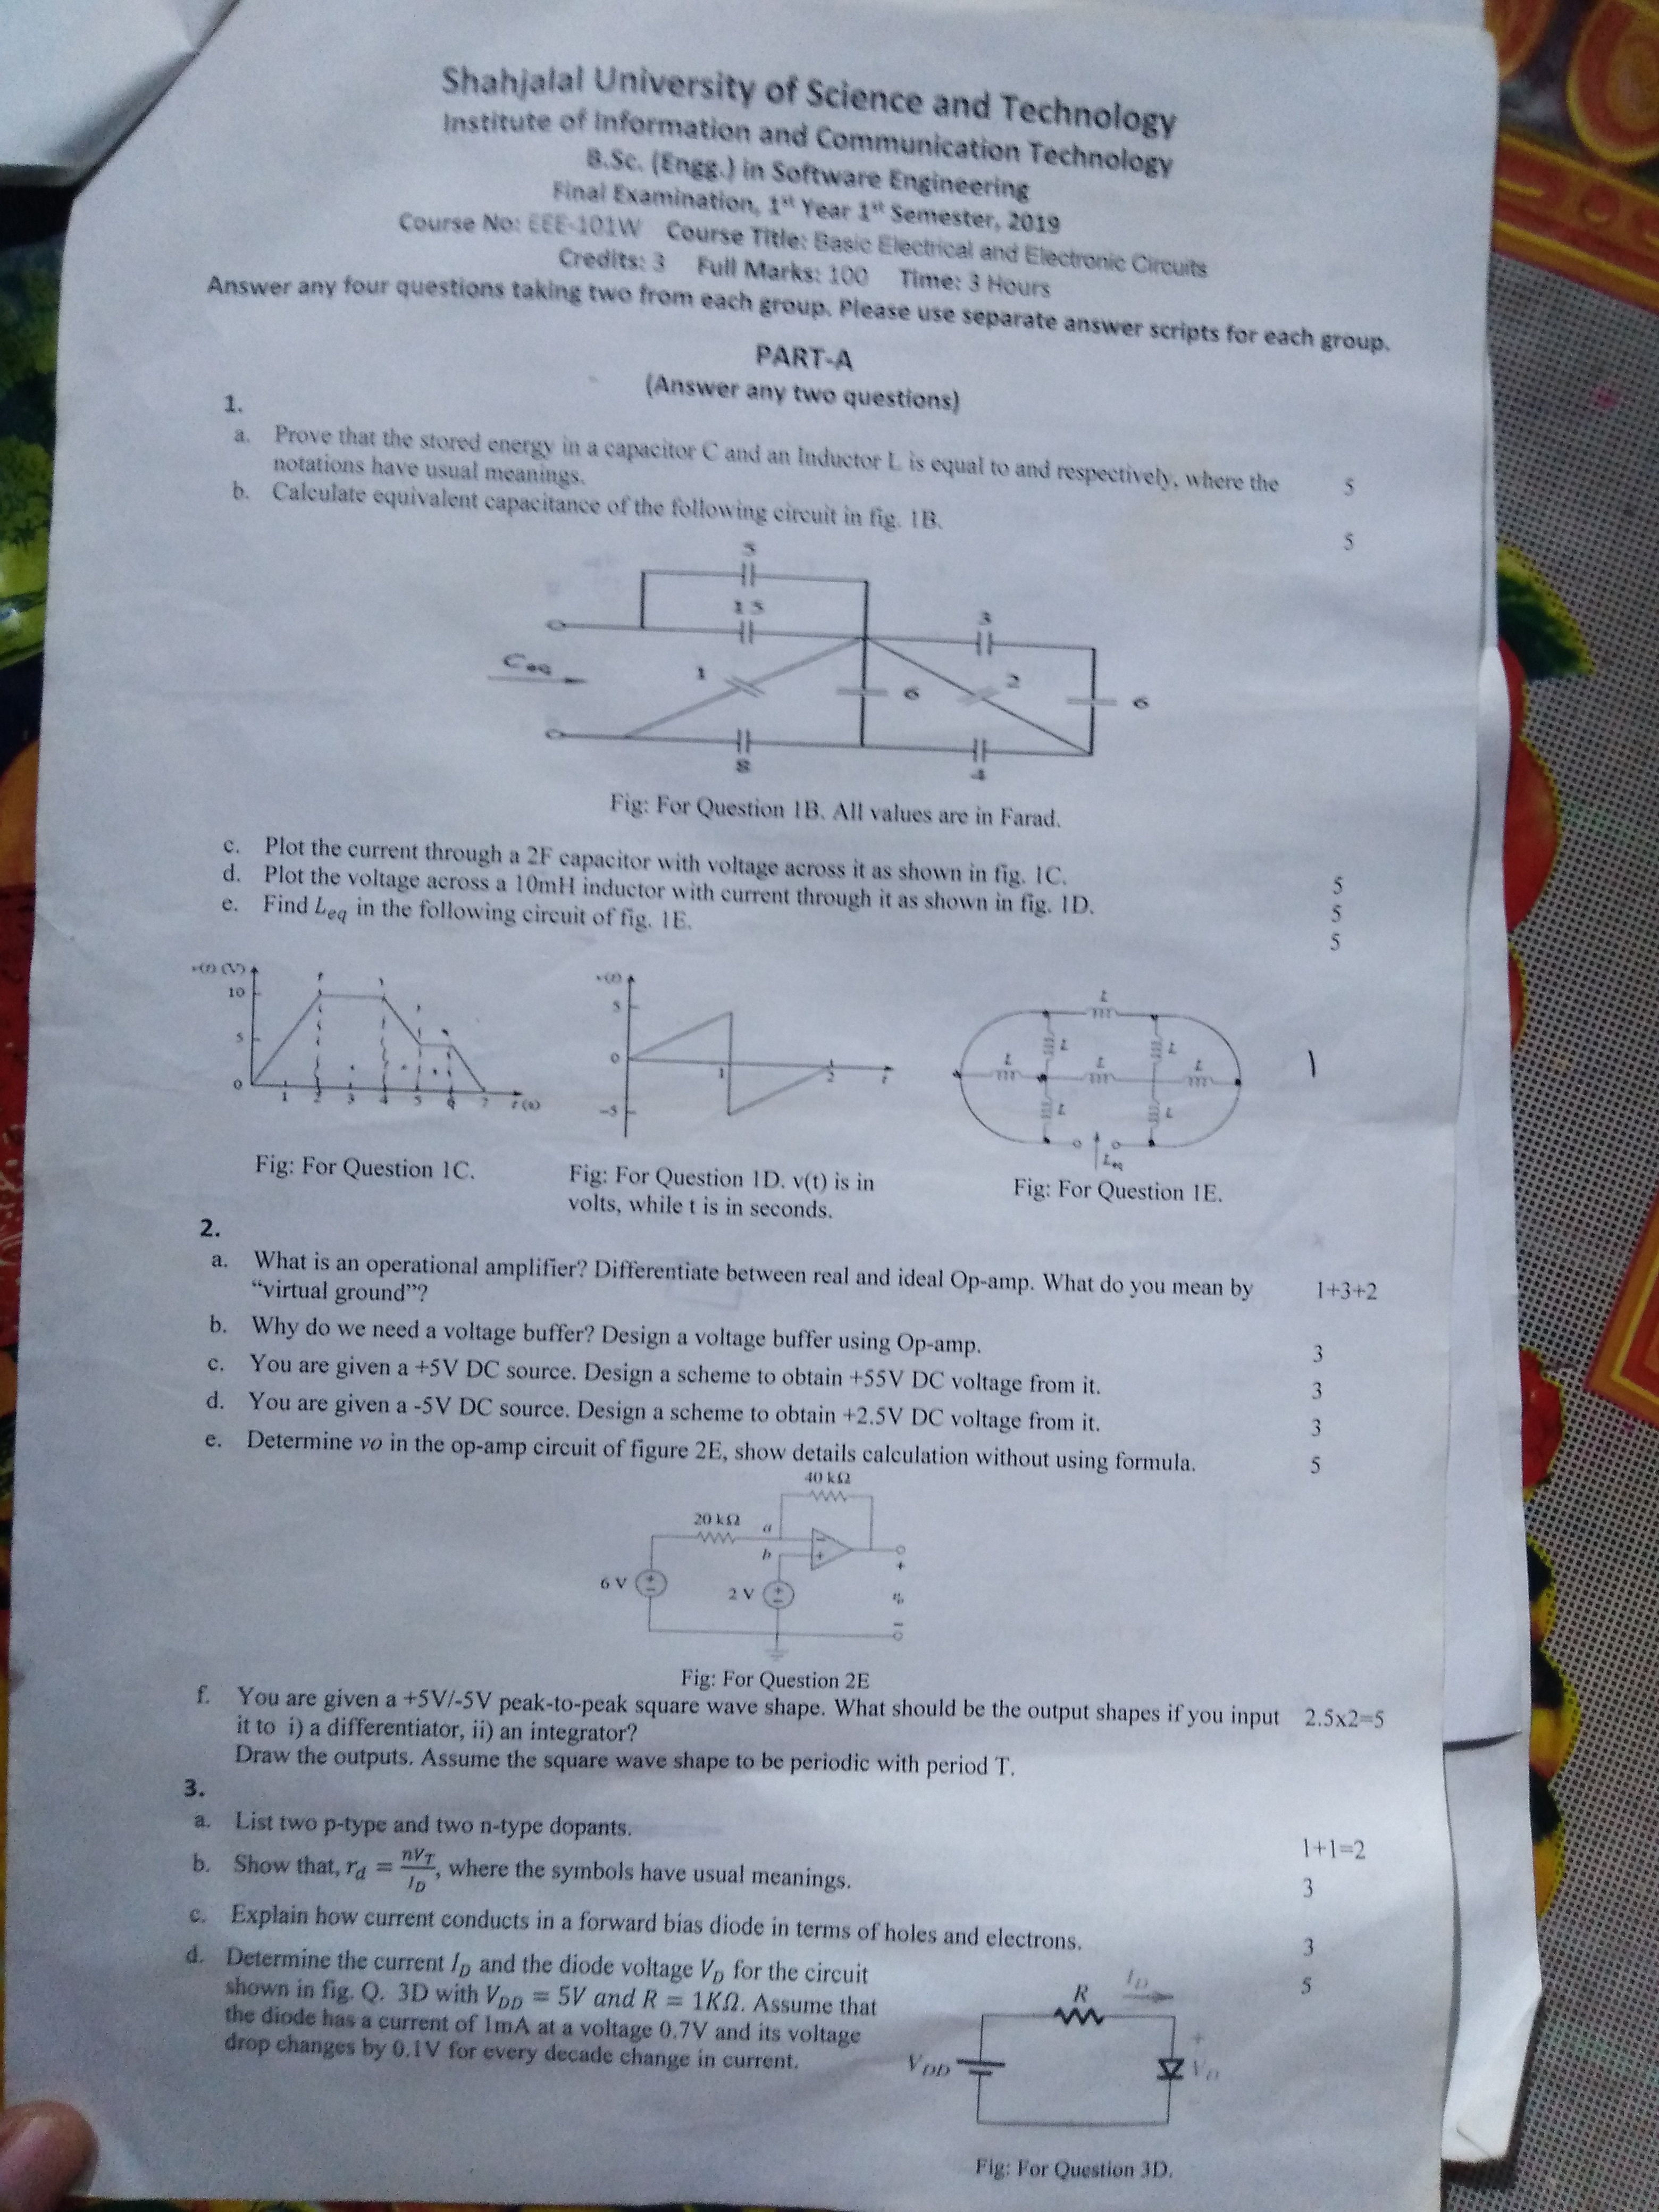 Shahjalal University of Science and Technology
Institute of Information and Communication Technology
B.Sc. (Engg.) in Software Engineering
Final Examination, 1st Year 1st Semester, 2019
Course No: EEE-101W Course Title: Basic Electrical and Electronic Circuits
Credits: 3 Full Marks: 100 Time: 3 Hours
Answer any four questions taking two from each group. Please use separate answer scripts for each group.
PART-A
(Answer any two questions)
1.
a. Prove that the stored energy in a capacitor C and an Inductor L is equal to and respectively, where the
notations have usual meanings. 5
b. Calculate equivalent capacitance of the following circuit in fig. 1B. 5
5
15
3
Ceq
1
6
2
6
8
4
Fig: For Question 1B. All values are in Farad.
c. Plot the current through a 2F capacitor with voltage across it as shown in fig. 1C. 5
d. Plot the voltage across a 10mH inductor with current through it as shown in fig. 1D. 5
e. Find Leq in the following circuit of fig. 1E. 5
v(t) (V)
10
5
0
1 2 3 4 5 6 7 t (s)
v(t)
5
0
1 2 t
-5
L
L L
L L L
L L
Leq
Fig: For Question 1C.
Fig: For Question 1D. v(t) is in
volts, while t is in seconds.
Fig: For Question 1E.
2.
a. What is an operational amplifier? Differentiate between real and ideal Op-amp. What do you mean by 1+3+2
“virtual ground”?
b. Why do we need a voltage buffer? Design a voltage buffer using Op-amp. 3
c. You are given a +5V DC source. Design a scheme to obtain +55V DC voltage from it. 3
d. You are given a -5V DC source. Design a scheme to obtain +2.5V DC voltage from it. 3
e. Determine vo in the op-amp circuit of figure 2E, show details calculation without using formula. 5
40 kΩ
20 kΩ
a
b
6 V
2 V
vo
Fig: For Question 2E
f. You are given a +5V/-5V peak-to-peak square wave shape. What should be the output shapes if you input 2.5x2=5
it to i) a differentiator, ii) an integrator?
Draw the outputs. Assume the square wave shape to be periodic with period T.
3.
a. List two p-type and two n-type dopants. 1+1=2
b. Show that, rd = nVT/ID, where the symbols have usual meanings. 3
c. Explain how current conducts in a forward bias diode in terms of holes and electrons. 3
d. Determine the current ID and the diode voltage VD for the circuit 5
shown in fig. Q. 3D with VDD = 5V and R = 1KΩ. Assume that
the diode has a current of 1mA at a voltage 0.7V and its voltage
drop changes by 0.1V for every decade change in current.
R
ID
VDD
VD
Fig: For Question 3D.